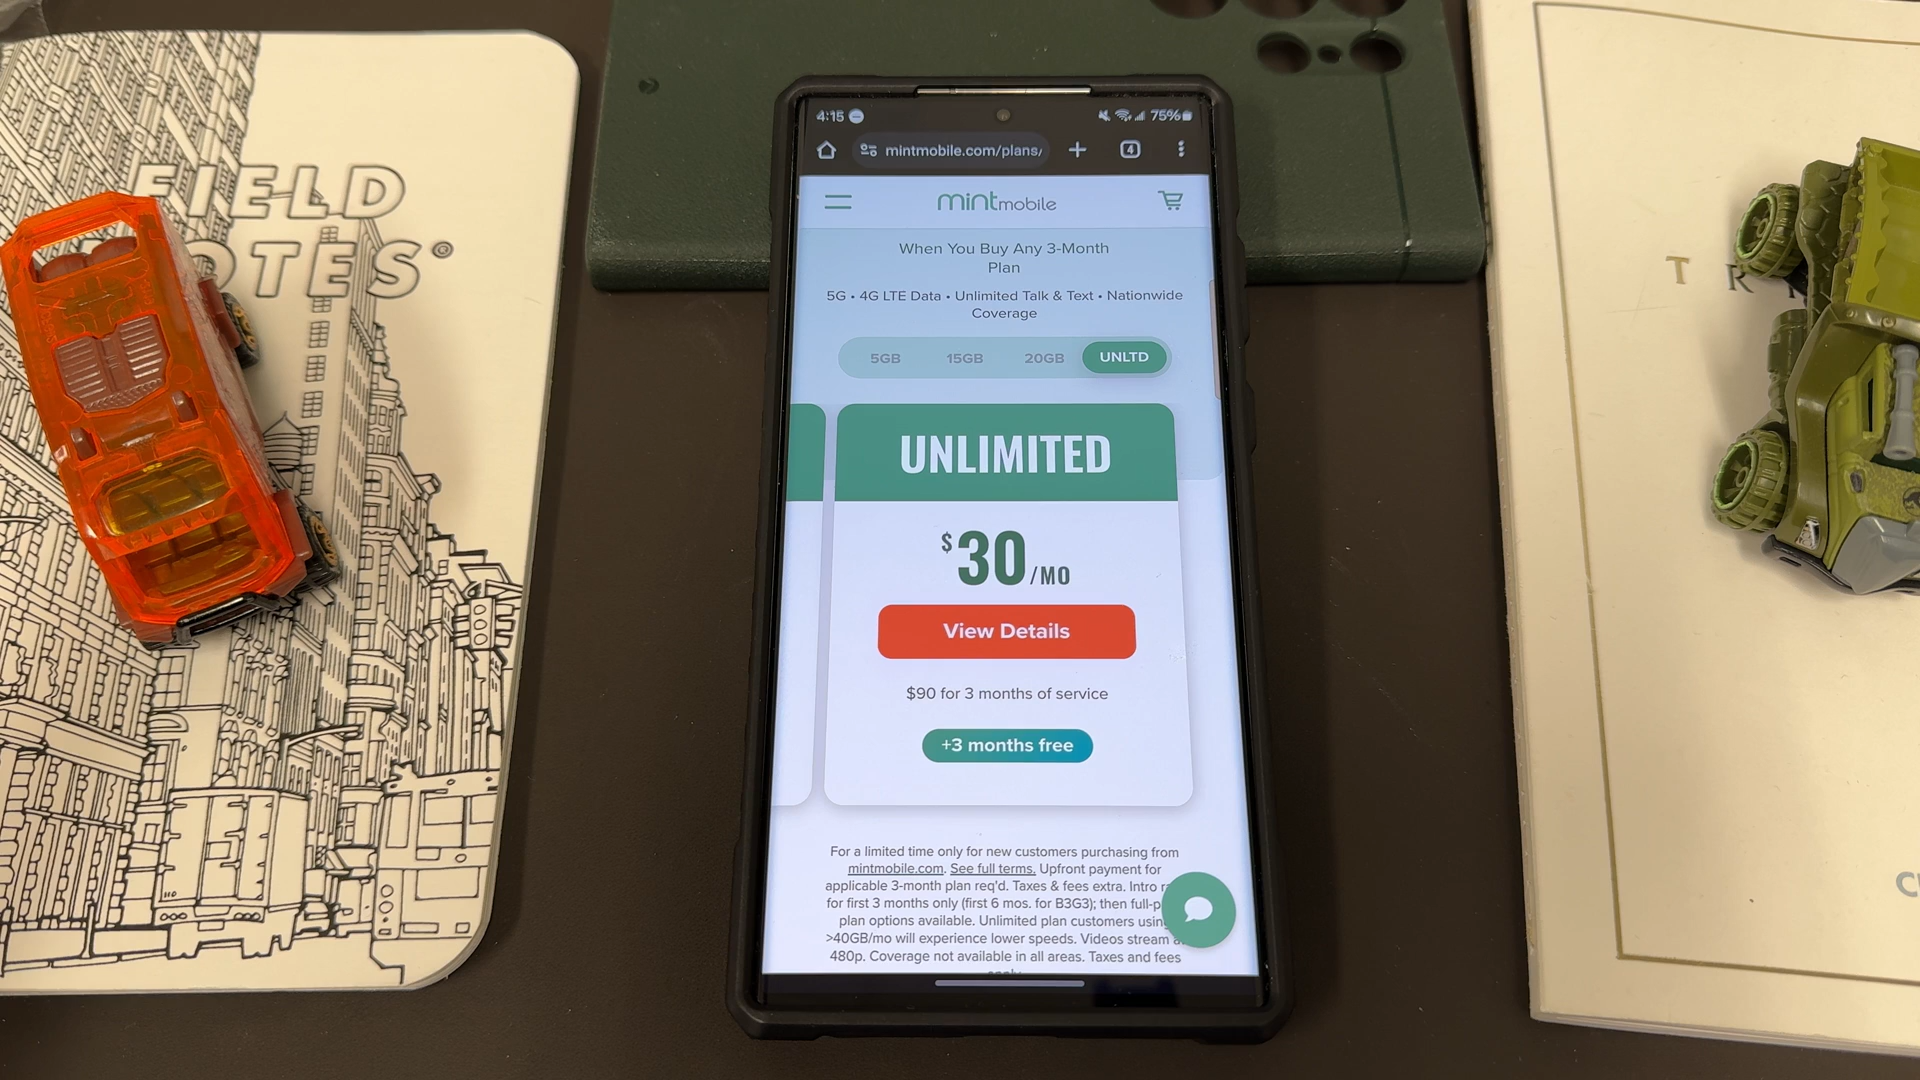 FIELD
NOTES®
4:15
75%
mintmobile.com/plans/
4
mintmobile
When You Buy Any 3-Month
Plan
5G • 4G LTE Data • Unlimited Talk & Text • Nationwide
Coverage
5GB 15GB 20GB UNLTD
UNLIMITED
$30/MO
View Details
$90 for 3 months of service
+3 months free
For a limited time only for new customers purchasing from
mintmobile.com. See full terms. Upfront payment for
applicable 3-month plan req'd. Taxes & fees extra. Intro
for first 3 months only (first 6 mos. for B3G3); then
plan options available. Unlimited plan customers
>40GB/mo will experience lower speeds. Videos stream
480p. Coverage not available in all areas. Taxes and fees
T R